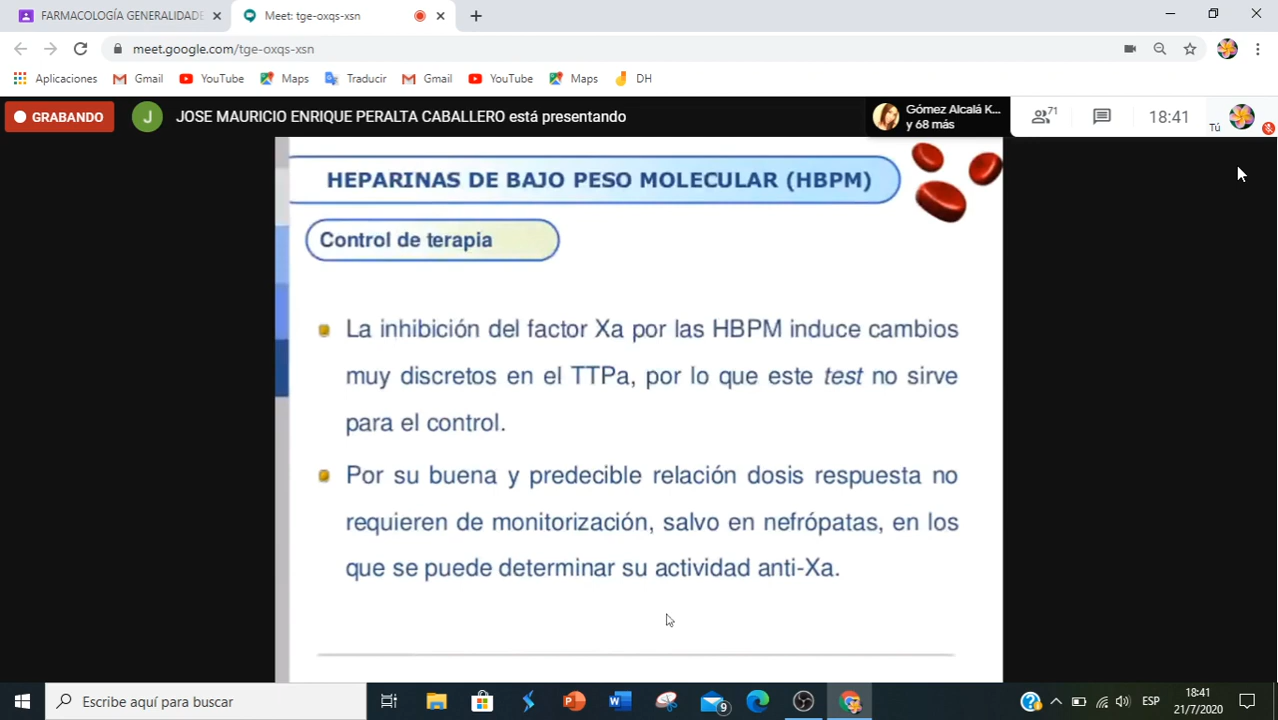 FARMACOLOGÍA GENERALIDADE
Meet: tge-oxqs-xsn
meet.google.com/tge-oxqs-xsn
Aplicaciones Gmail YouTube Maps Traducir Gmail YouTube Maps DH
GRABANDO
J JOSE MAURICIO ENRIQUE PERALTA CABALLERO está presentando
Gómez Alcalá K...
y 68 más
71
18:41
Tú
HEPARINAS DE BAJO PESO MOLECULAR (HBPM)
Control de terapia
La inhibición del factor Xa por las HBPM induce cambios
muy discretos en el TTPa, por lo que este test no sirve
para el control.
Por su buena y predecible relación dosis respuesta no
requieren de monitorización, salvo en nefrópatas, en los
que se puede determinar su actividad anti-Xa.
Escribe aquí para buscar
9
ESP
18:41
21/7/2020